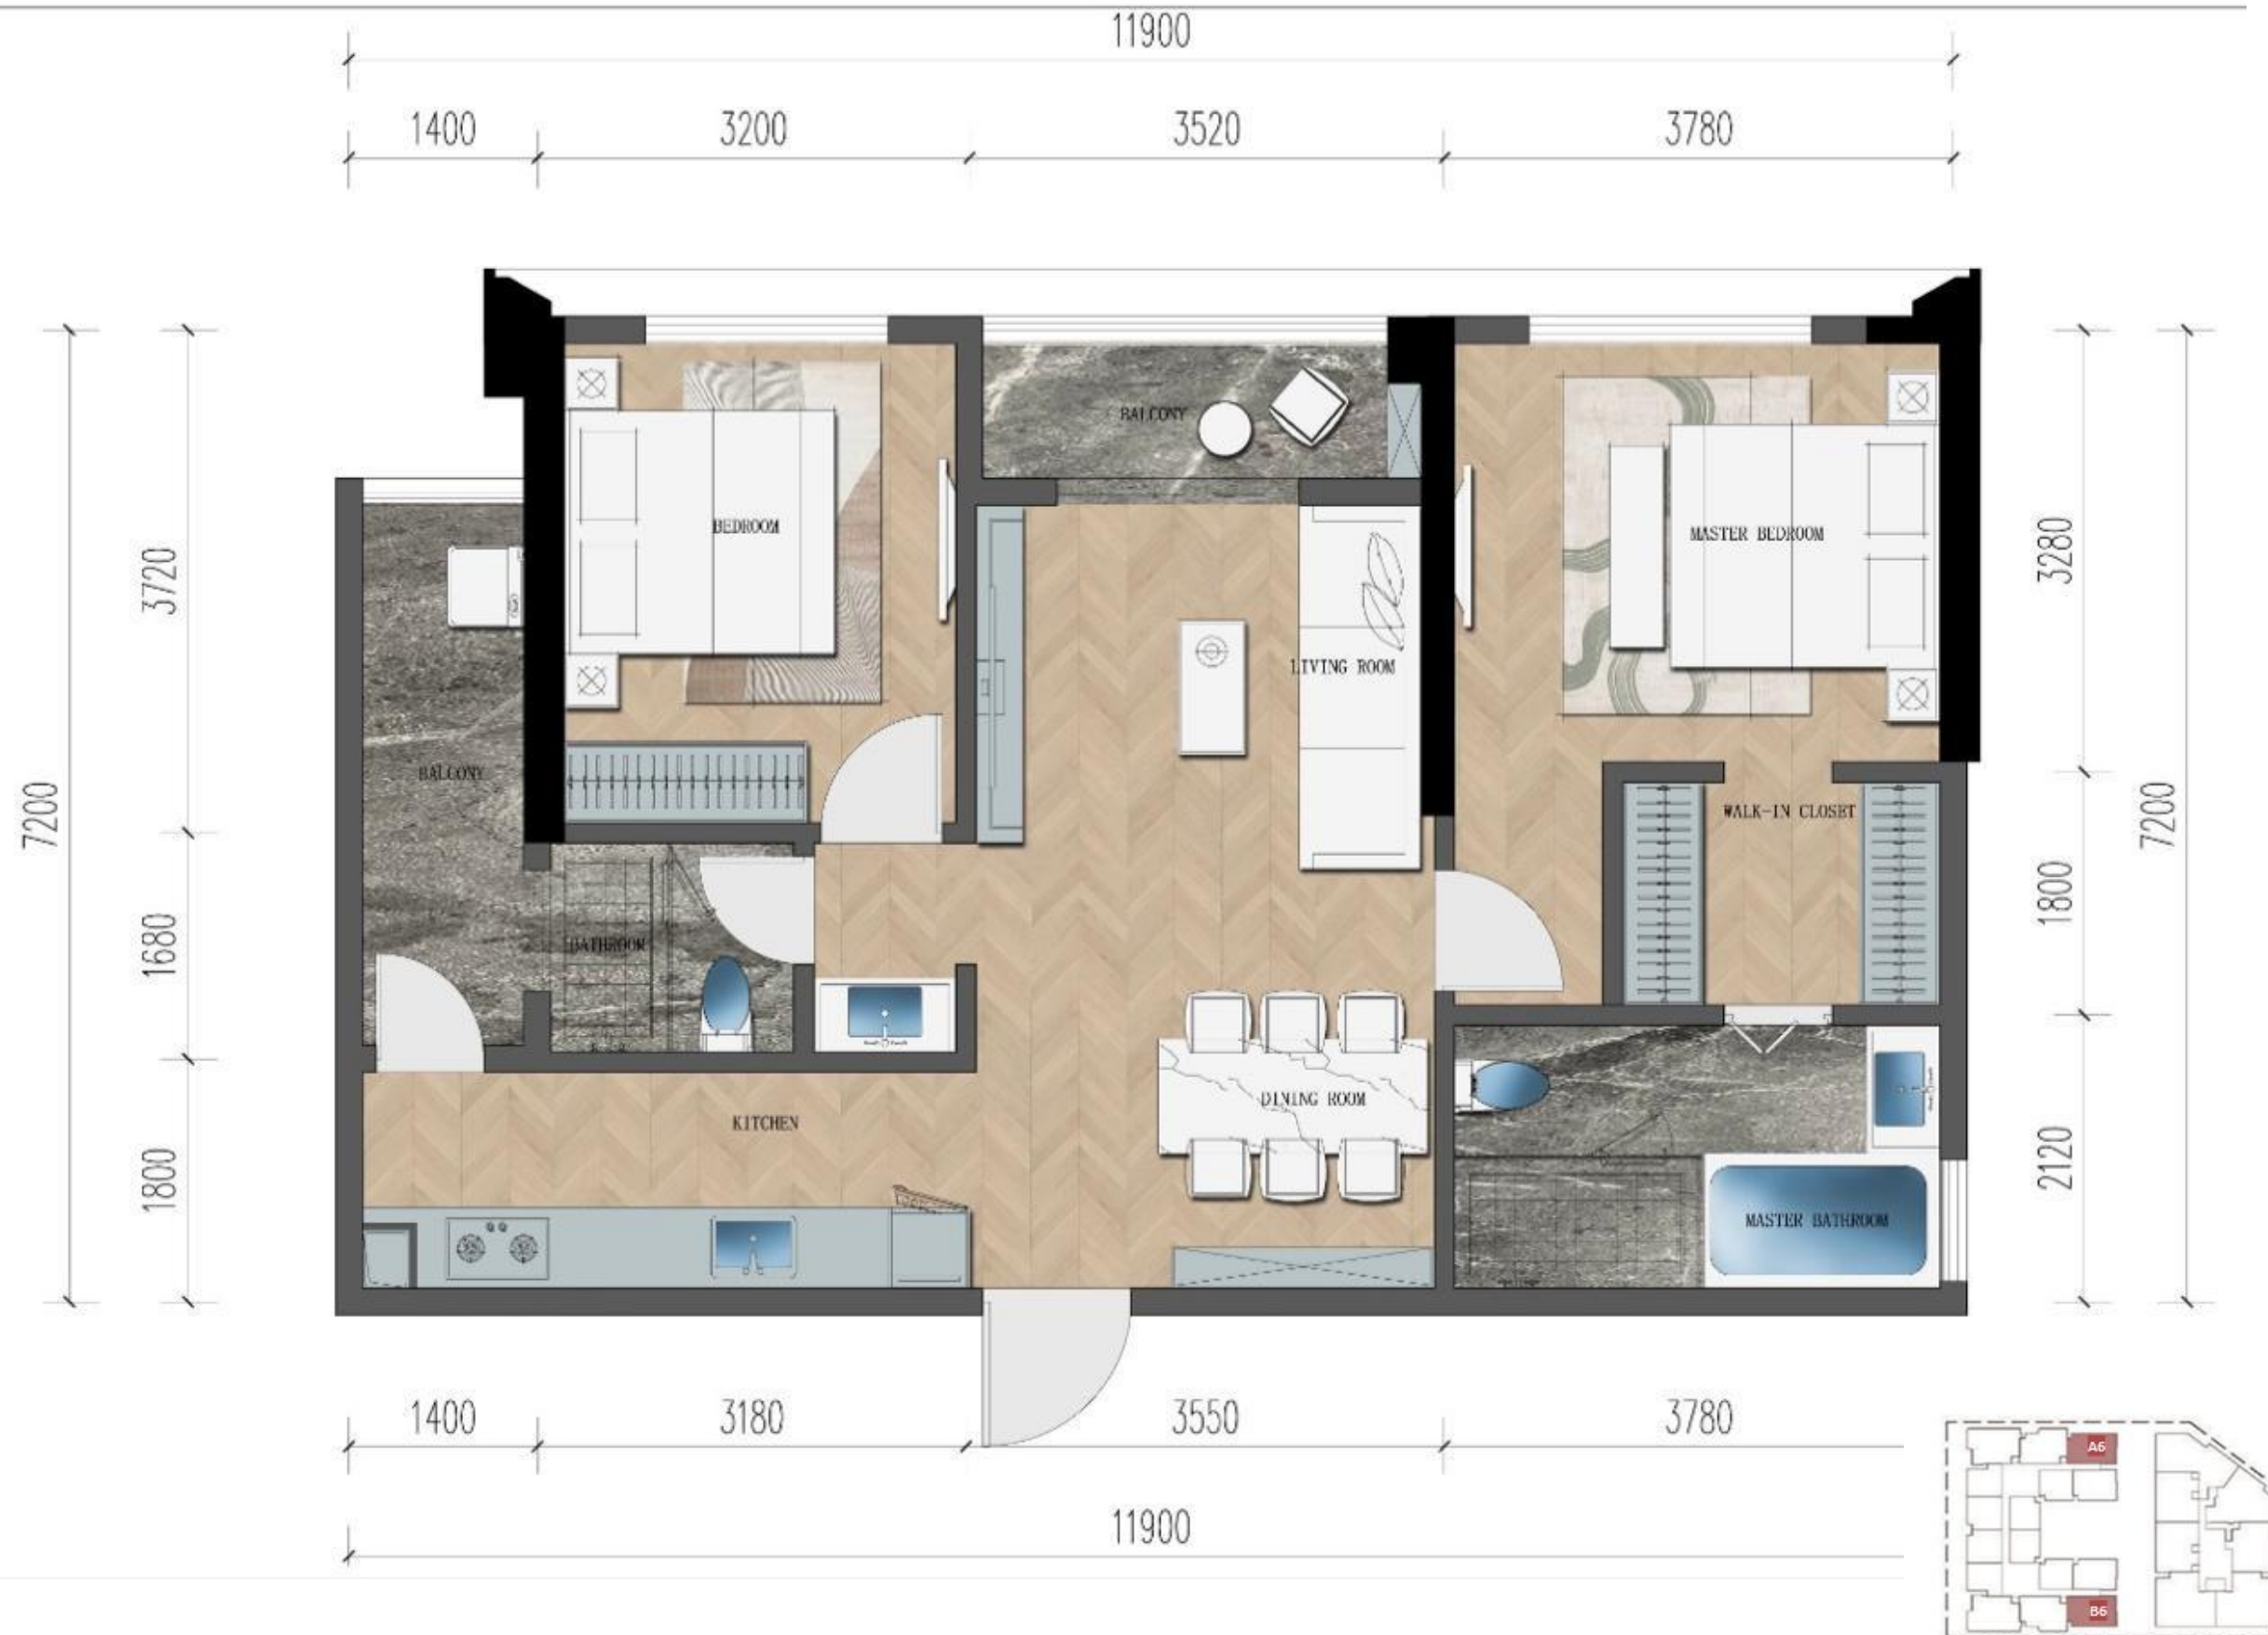 11900
1400 3200 3520 3780
BALCONY
BEDROOM
MASTER BEDROOM
3720
3280
LIVING ROOM
BALCONY
WALK-IN CLOSET
7200
7200
1680
1800
BATHROOM
DINING ROOM
KITCHEN
1800
2120
MASTER BATHROOM
1400 3180 3550 3780
11900
A6
B6